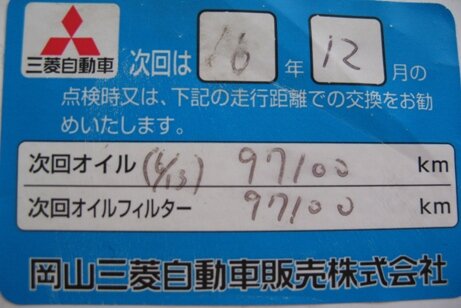 三菱自動車 次回は 16 年 12 月の
点検時又は、下記の走行距離での交換をお勧
めいたします。
次回オイル (6/13) 97100 km
次回オイルフィルター 97100 km
岡山三菱自動車販売株式会社